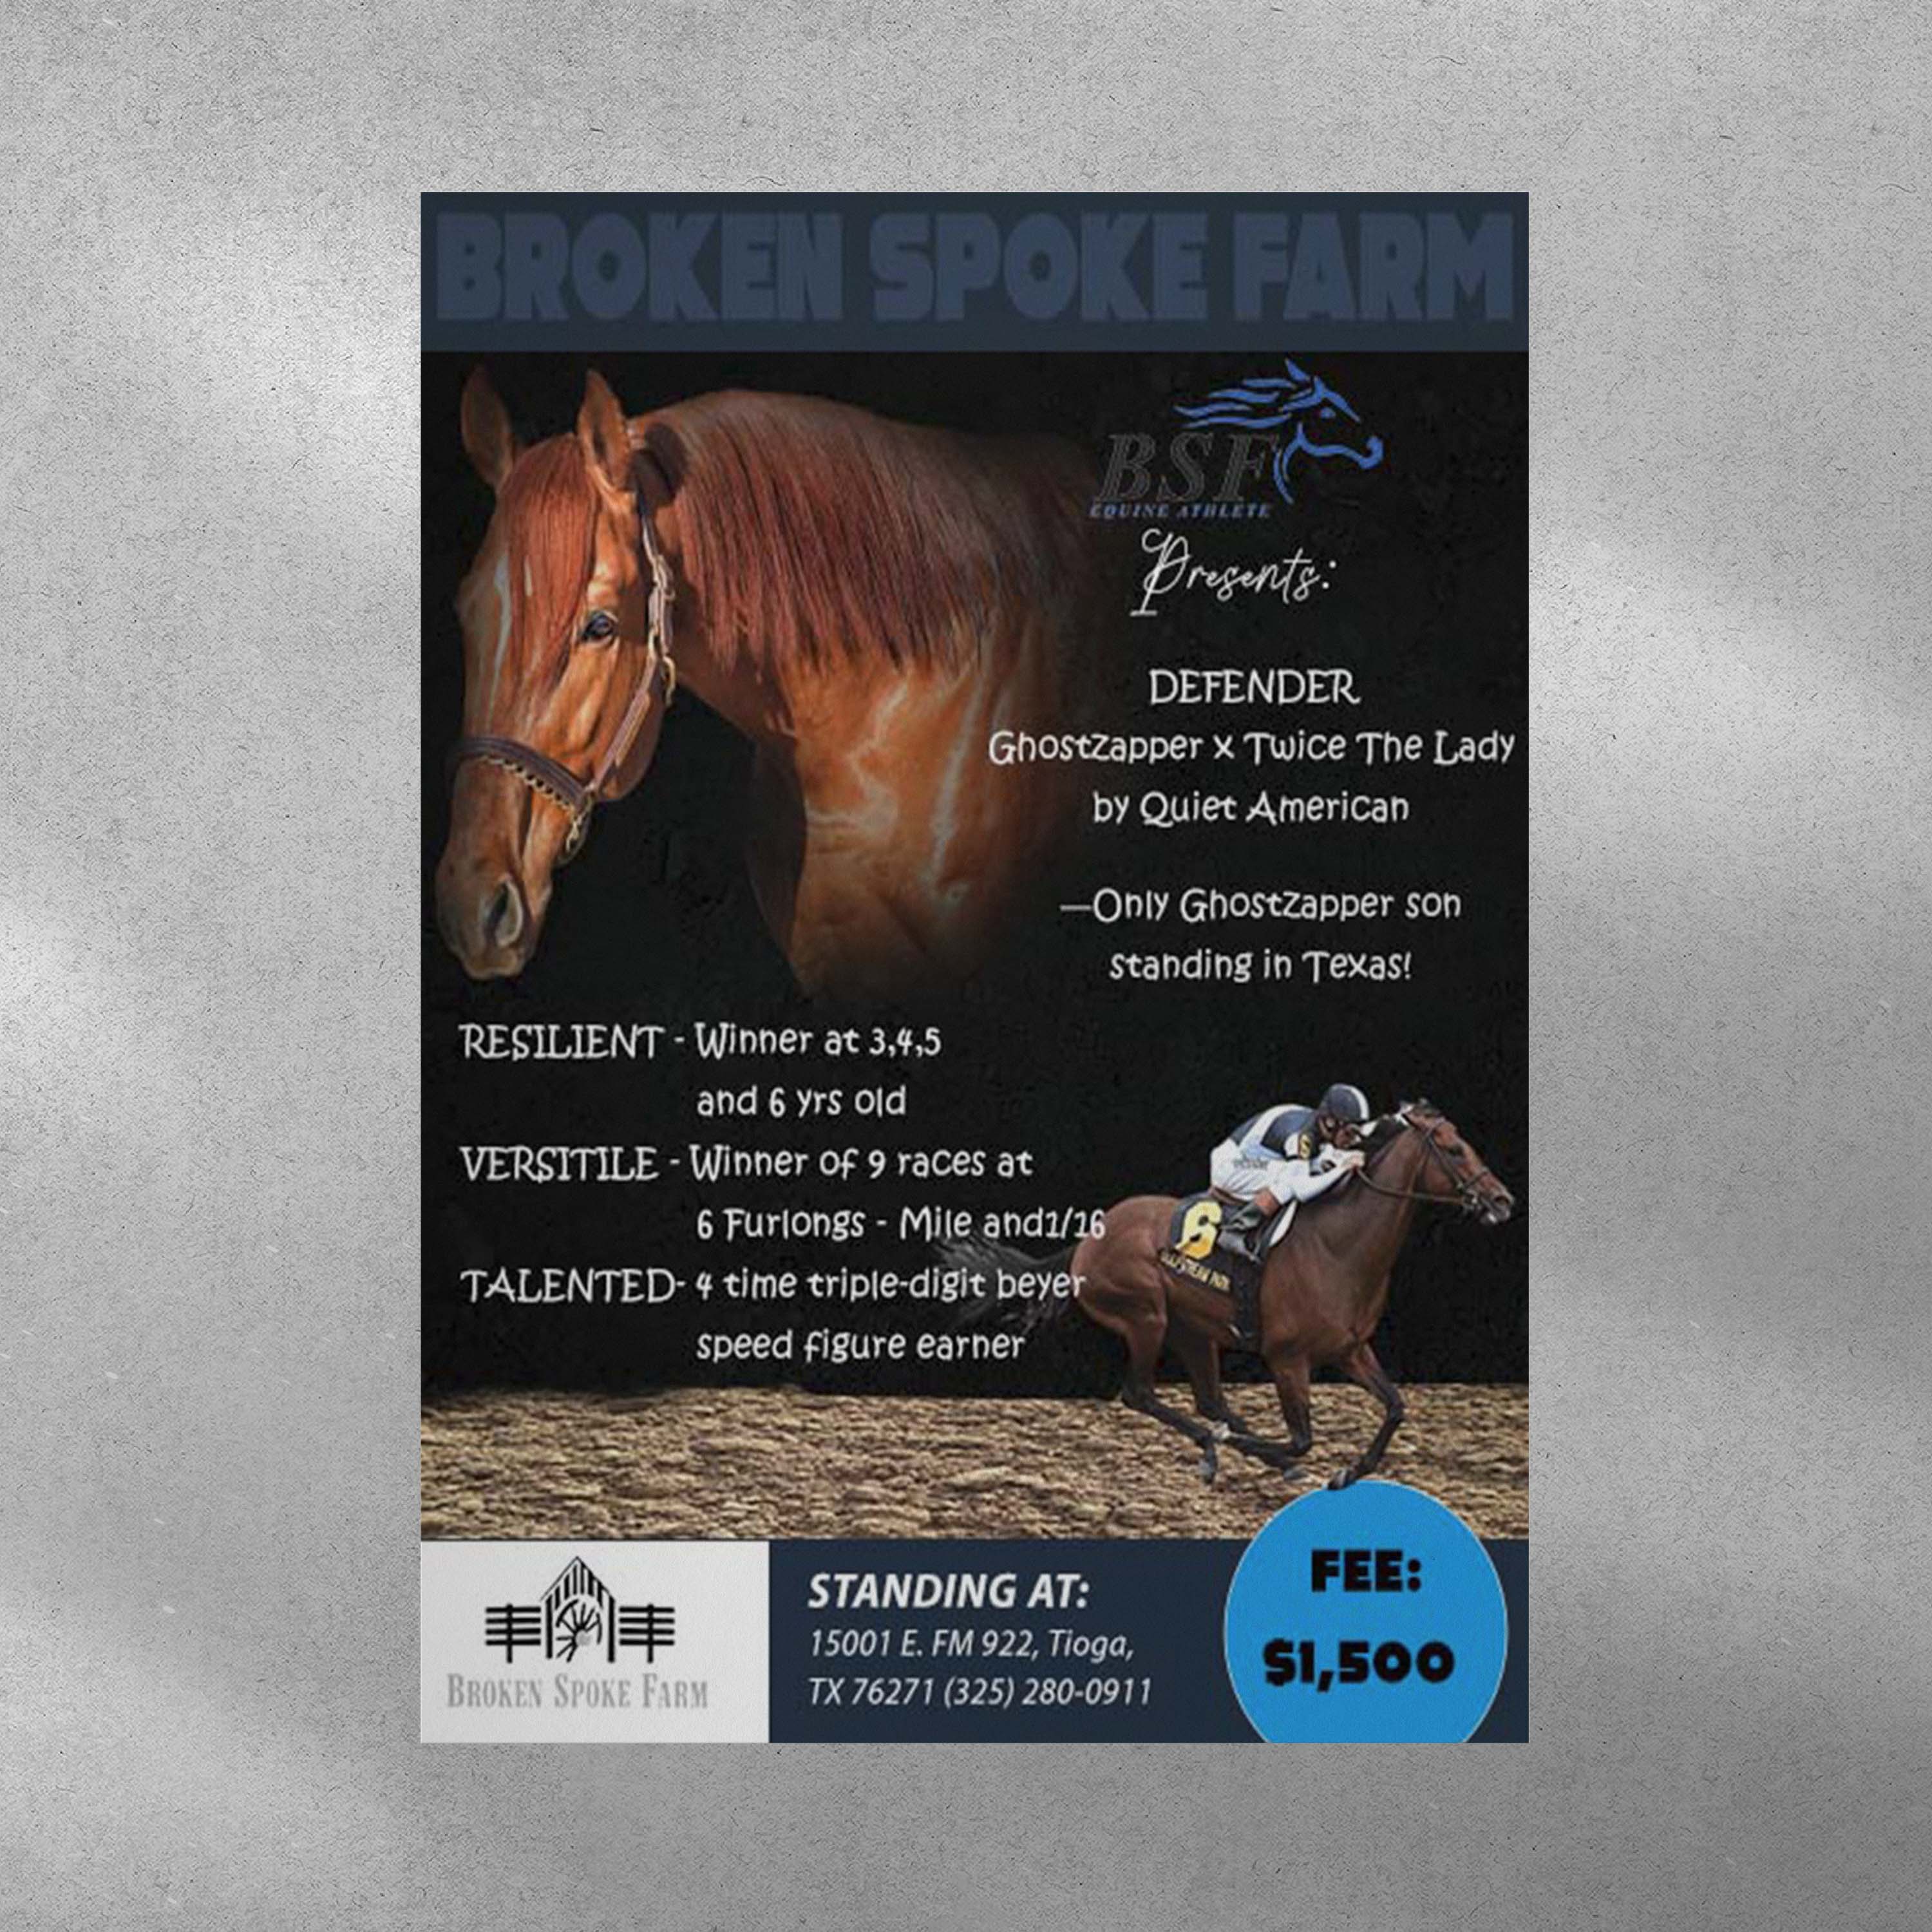 BROKEN SPOKE FARM
BSF
EQUINE ATHLETE
Presents:
DEFENDER
Ghostzapper x Twice The Lady
by Quiet American
—Only Ghostzapper son
standing in Texas!
RESILIENT - Winner at 3,4,5
and 6 yrs old
VERSITILE - Winner of 9 races at
6 Furlongs - Mile and1/16
TALENTED- 4 time triple-digit beyer
speed figure earner
6
GULFSTREAM PARK
BROKEN SPOKE FARM
STANDING AT:
15001 E. FM 922, Tioga,
TX 76271 (325) 280-0911
FEE:
$1,500